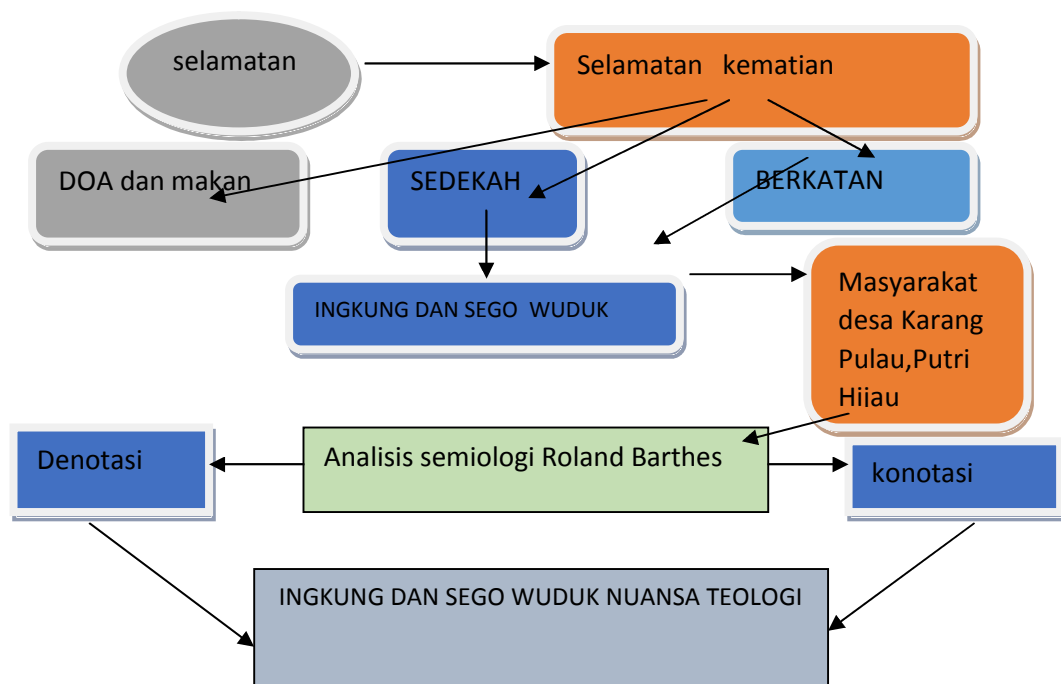 selamatan
Selamatan kematian
DOA dan makan
SEDEKAH
BERKATAN
INGKUNG DAN SEGO WUDUK
Masyarakat
desa Karang
Pulau,Putri
Hijau
Denotasi
Analisis semiologi Roland Barthes
konotasi
INGKUNG DAN SEGO WUDUK NUANSA TEOLOGI